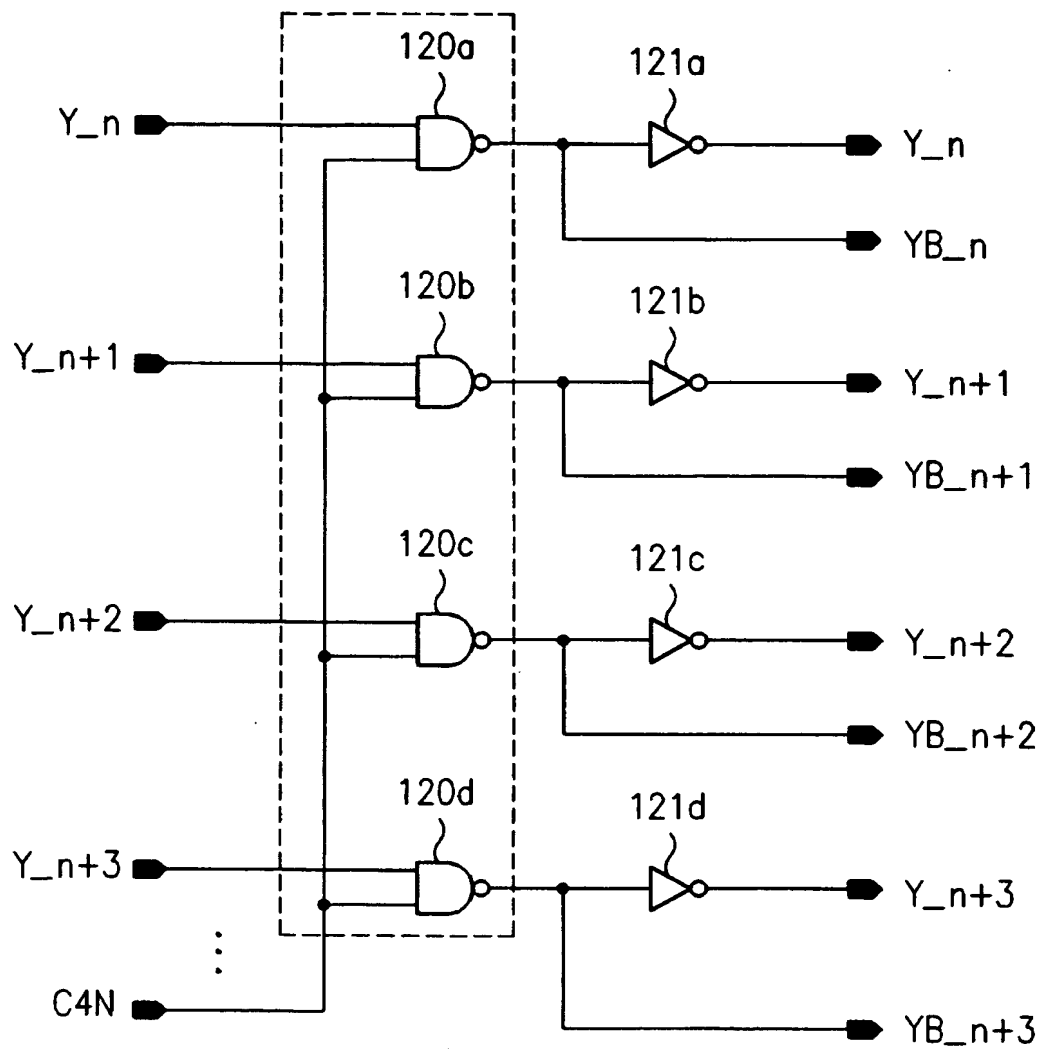 120a
121a
Y_n
Y_n
YB_n
120b
121b
Y_n+1
Y_n+1
YB_n+1
120c
121c
Y_n+2
Y_n+2
YB_n+2
120d
121d
Y_n+3
Y_n+3
C4N
YB_n+3